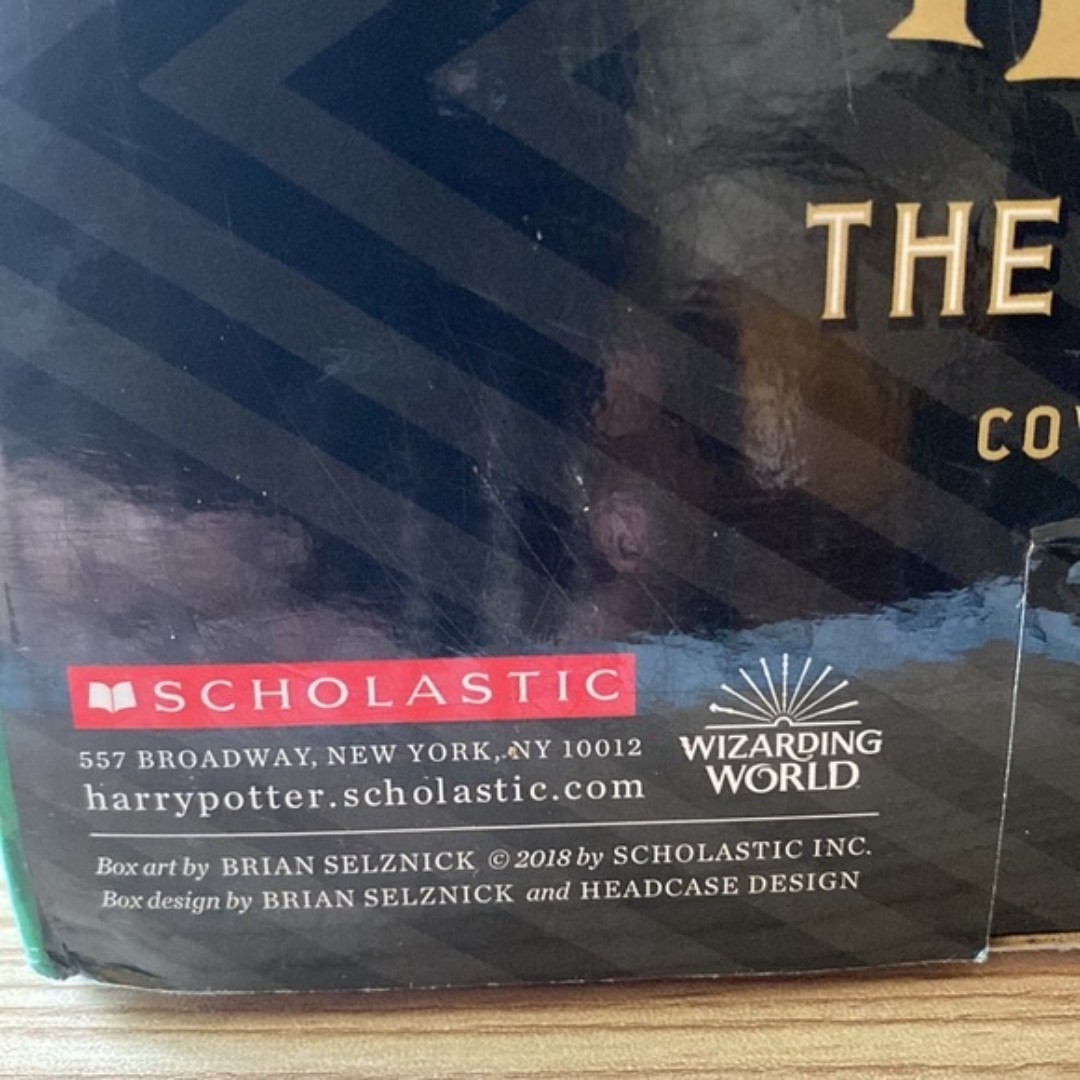 THE
SCHOLASTIC
557 BROADWAY, NEW YORK, NY 10012
harrypotter.scholastic.com
WIZARDING
WORLD
Box art by BRIAN SELZNICK © 2018 by SCHOLASTIC INC.
Box design by BRIAN SELZNICK and HEADCASE DESIGN